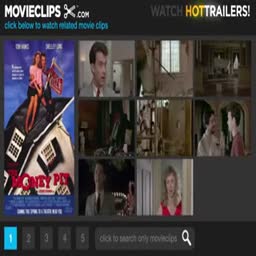 MOVIECLIPS .COM
WATCH HOTTRAILERS!
click below to watch related movie clips
TOM HANKS SHELLEY LONG
THE MONEY PIT
1 2 3 4 5 click to search only movieclips